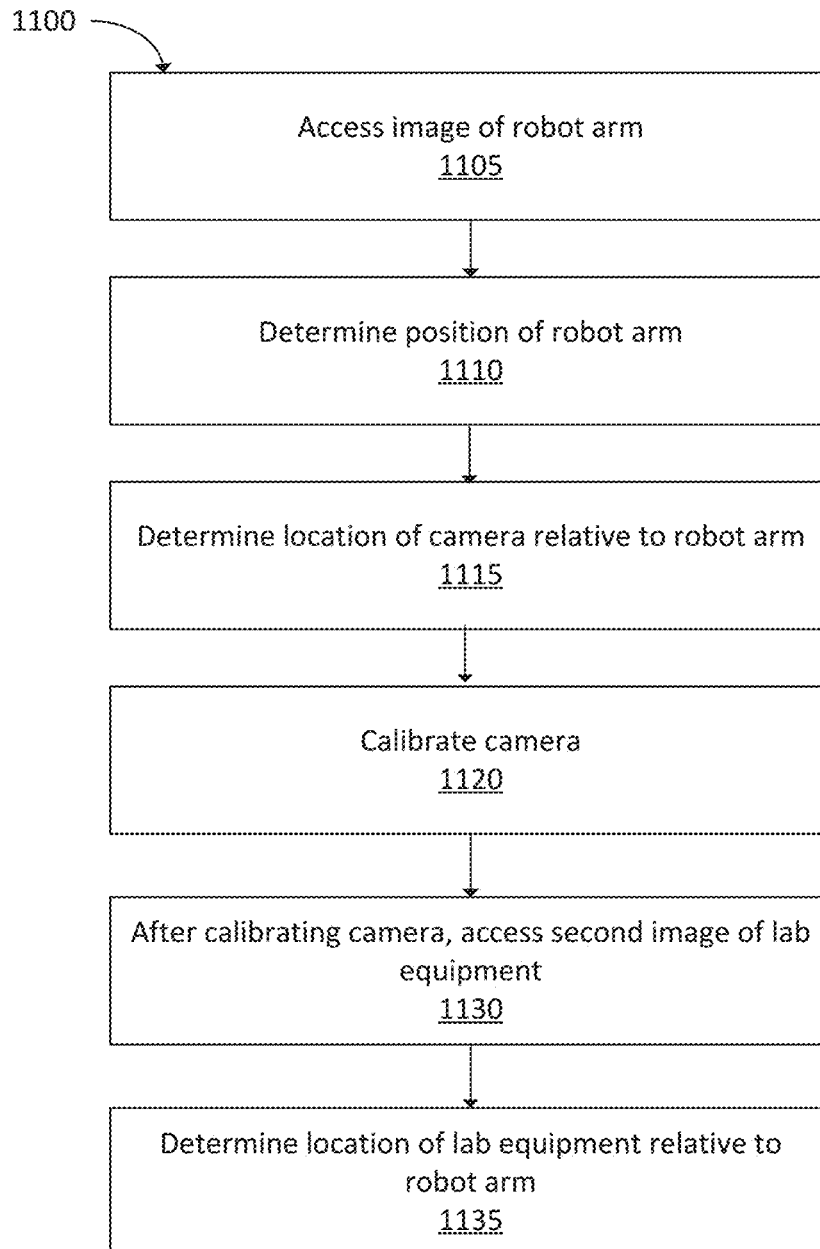 1100
Access image of robot arm
1105
Determine position of robot arm
1110
Determine location of camera relative to robot arm
1115
Calibrate camera
1120
After calibrating camera, access second image of lab
equipment
1130
Determine location of lab equipment relative to
robot arm
1135